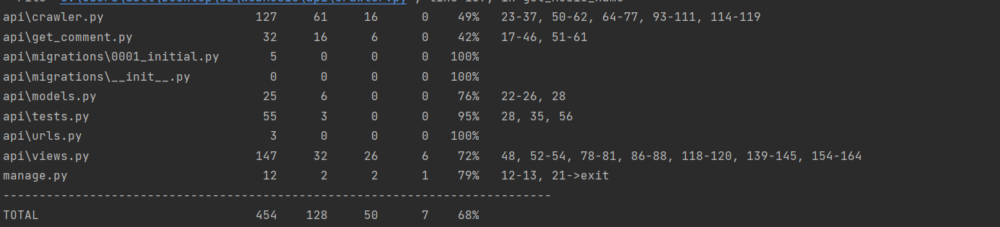 api\crawler.py 127 61 16 0 49% 23-37, 50-62, 64-77, 93-111, 114-119
api\get_comment.py 32 16 6 0 42% 17-46, 51-61
api\migrations\0001_initial.py 5 0 0 0 100%
api\migrations\__init__.py 0 0 0 0 100%
api\models.py 25 6 0 0 76% 22-26, 28
api\tests.py 55 3 0 0 95% 28, 35, 56
api\urls.py 3 0 0 0 100%
api\views.py 147 32 26 6 72% 48, 52-54, 78-81, 86-88, 118-120, 139-145, 154-164
manage.py 12 2 2 1 79% 12-13, 21->exit
----------------------------------------------------------------------------
TOTAL 454 128 50 7 68%